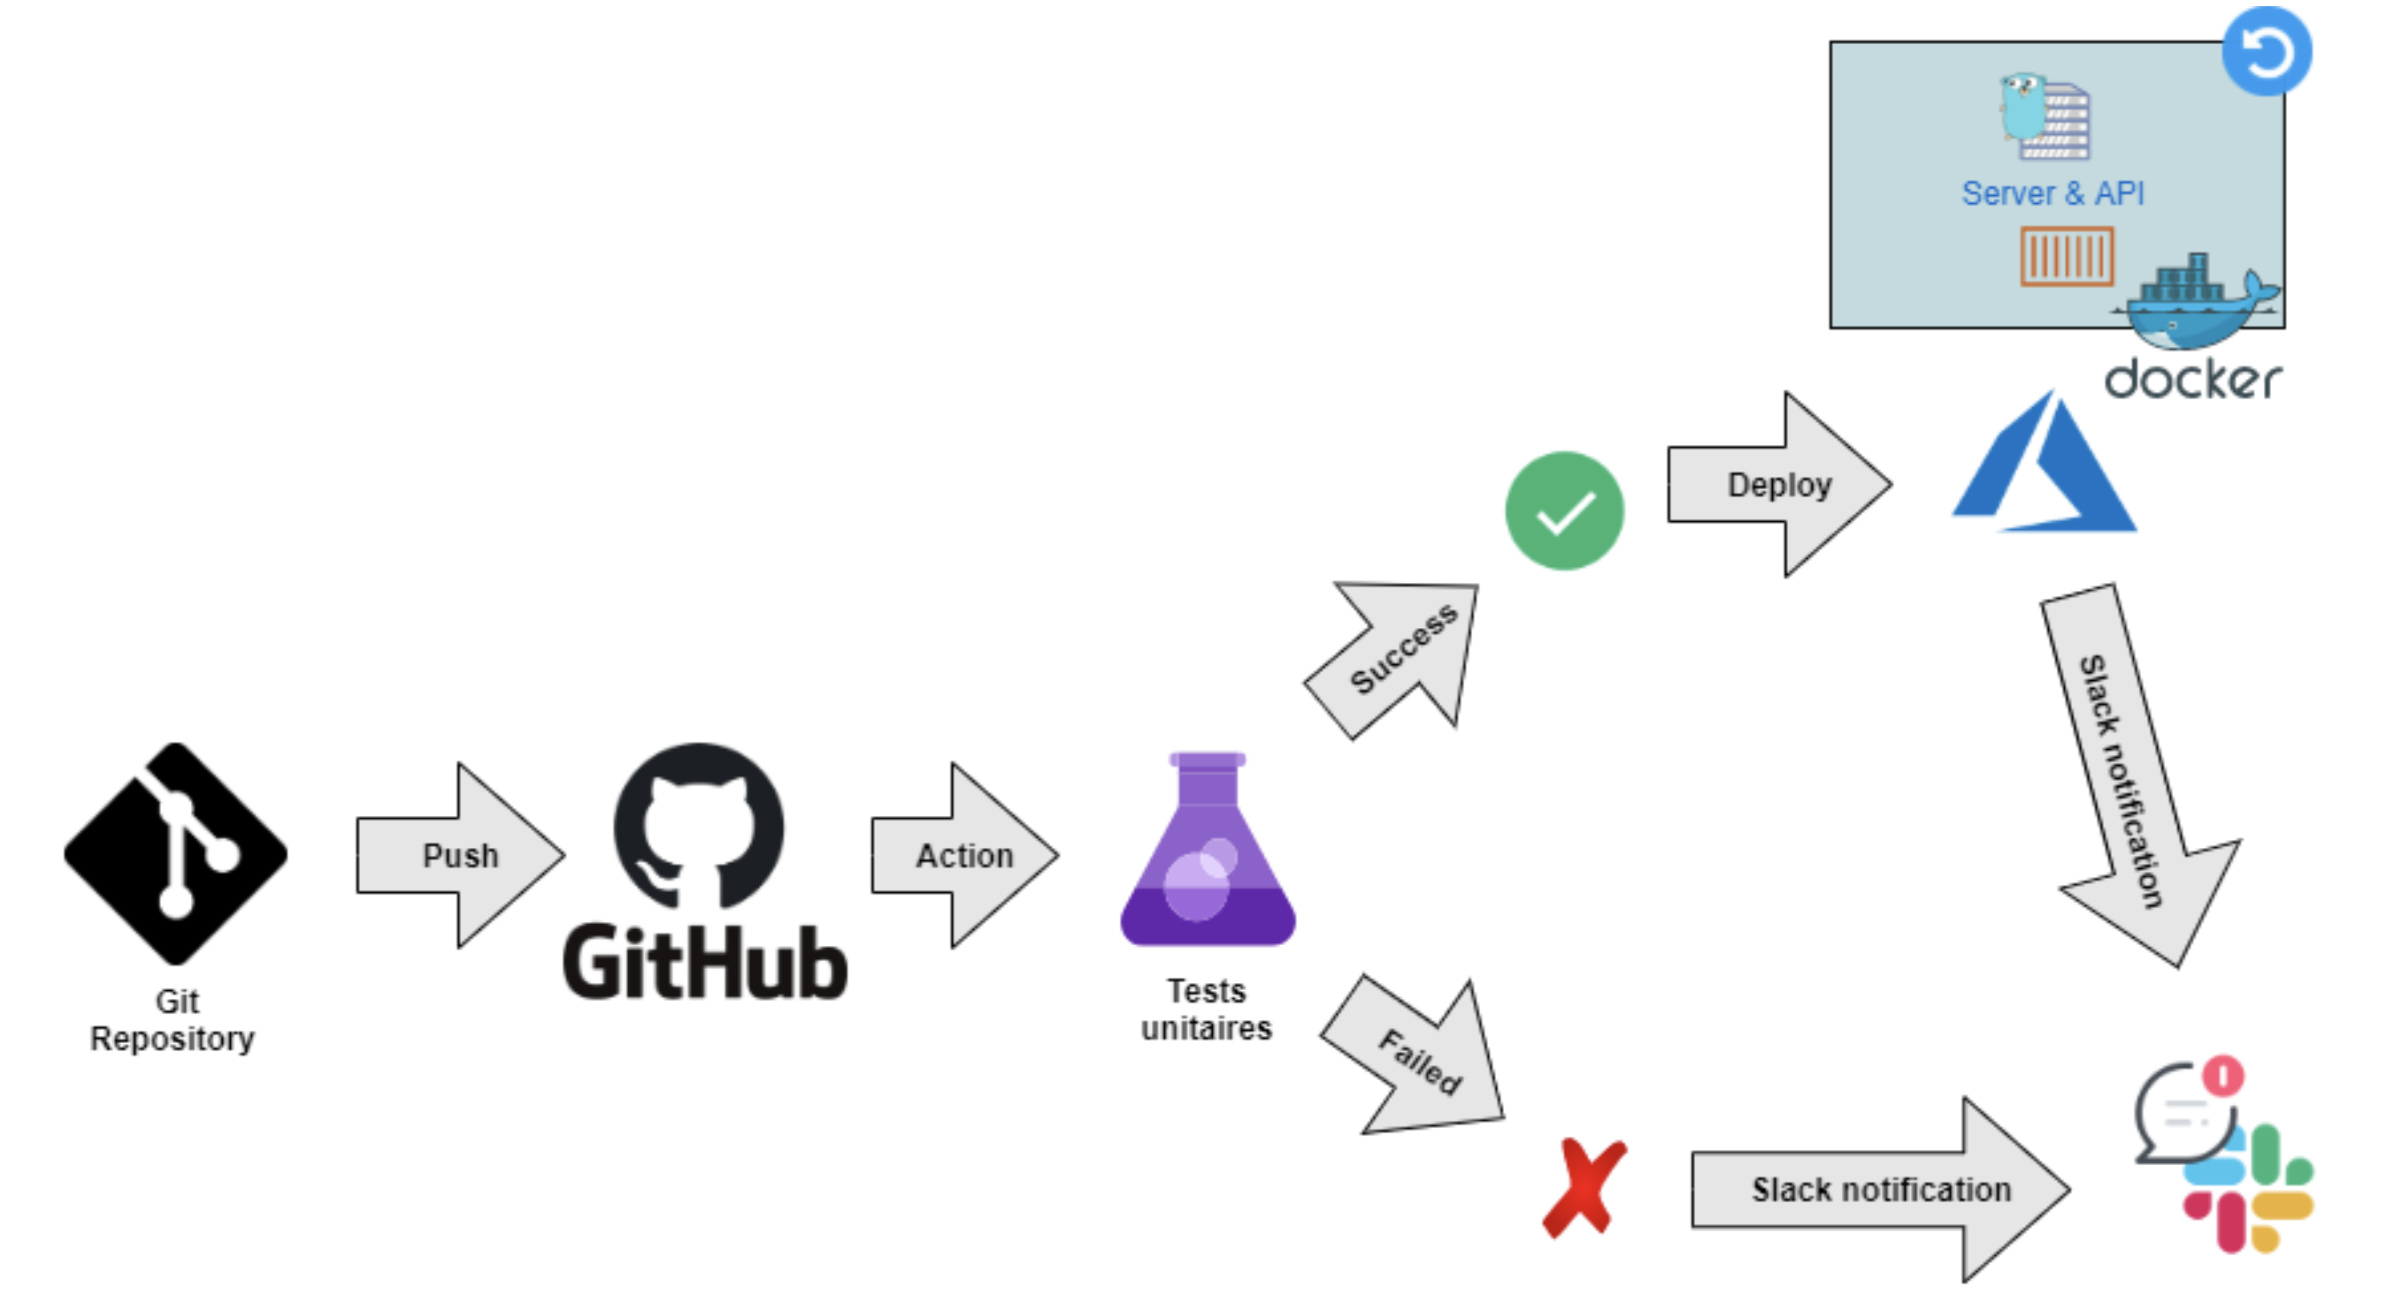 Server & API
docker
Deploy
Success
Slack notification
Push
Action
GitHub
Git
Repository
Tests
unitaires
Failed
Slack notification